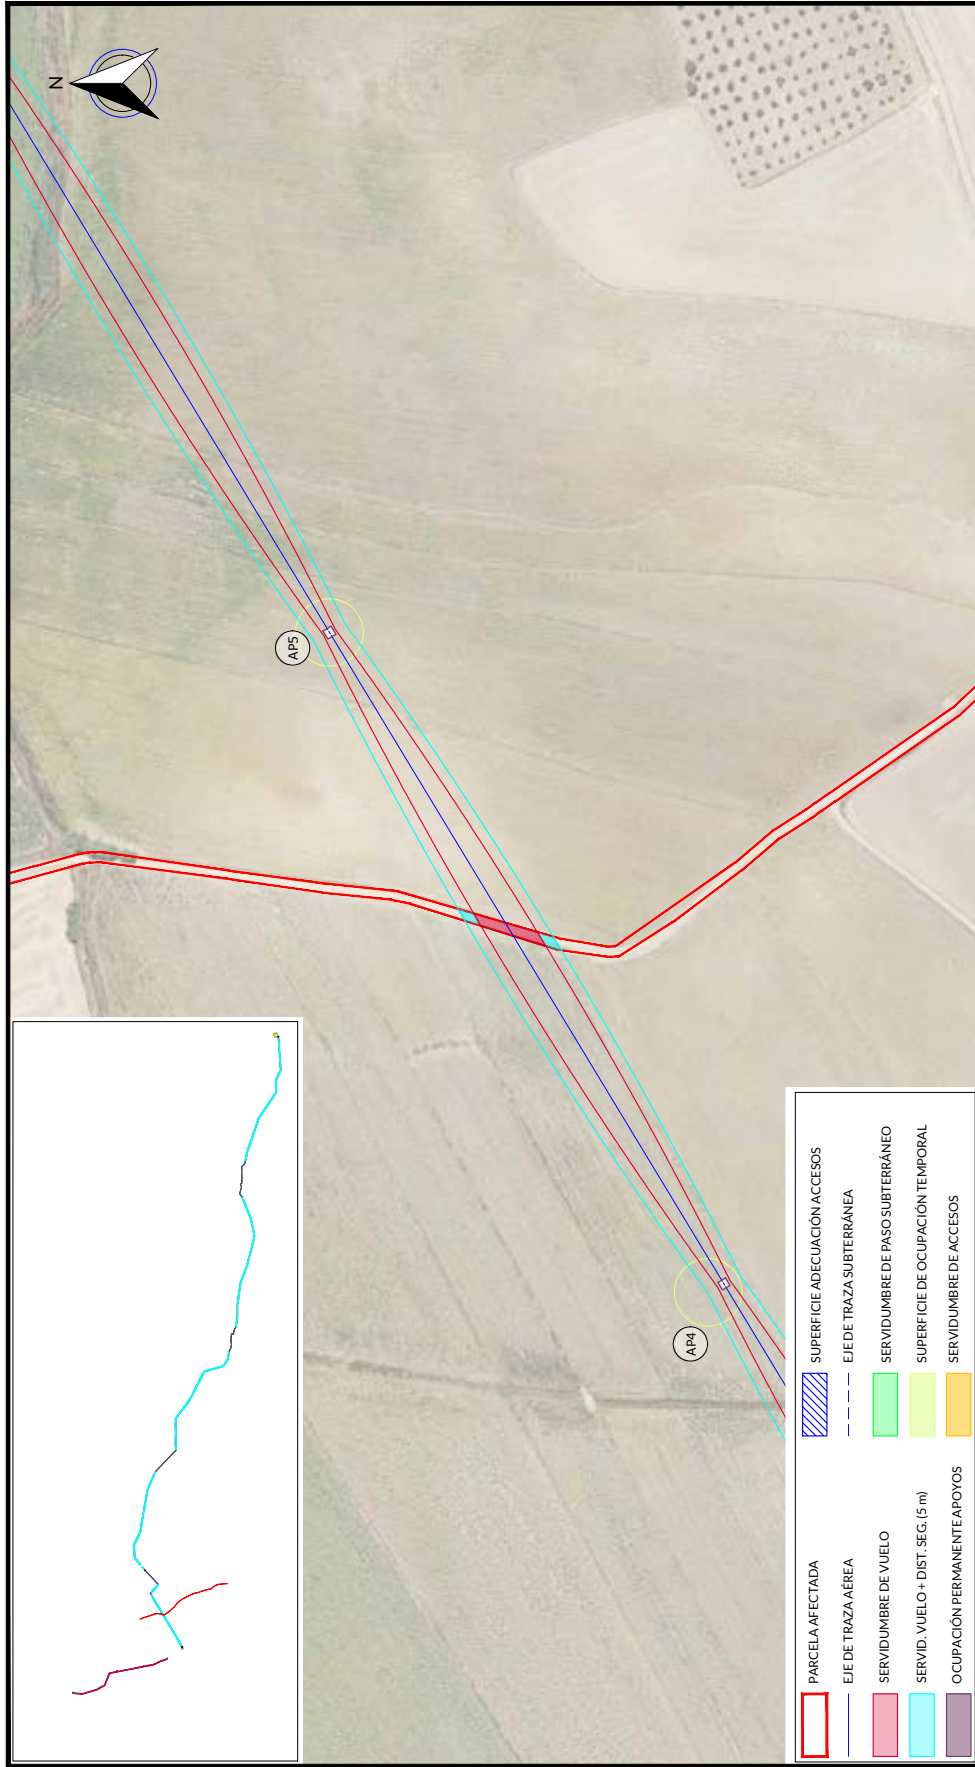 N
AP5
AP4
PARCELA AFECTADA
EJE DE TRAZA AÉREA
SERVIDUMBRE DE VUELO
SERVID. VUELO + DIST. SEG. (5 m)
OCUPACIÓN PERMANENTE APOYOS
SUPERFICIE ADECUACIÓN ACCESOS
EJE DE TRAZA SUBTERRÁNEA
SERVIDUMBRE DE PASO SUBTERRÁNEO
SUPERFICIE DE OCUPACIÓN TEMPORAL
SERVIDUMBRE DE ACCESOS